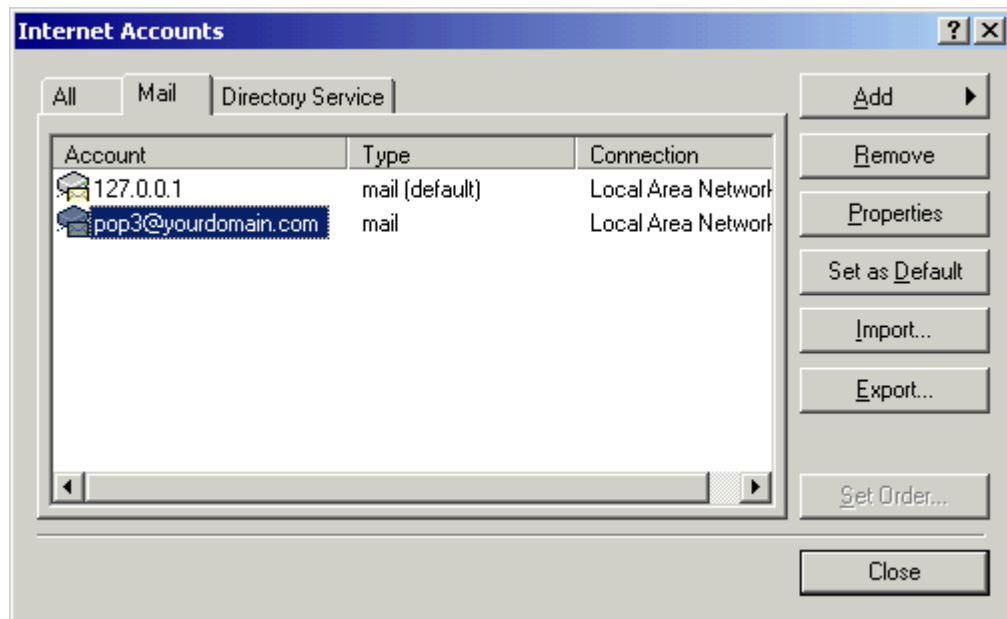 Internet Accounts
All
Mail
Directory Service
Account Type Connection
127.0.0.1 mail (default) Local Area Network
pop3@yourdomain.com mail Local Area Network
Add
Remove
Properties
Set as Default
Import...
Export...
Set Order...
Close